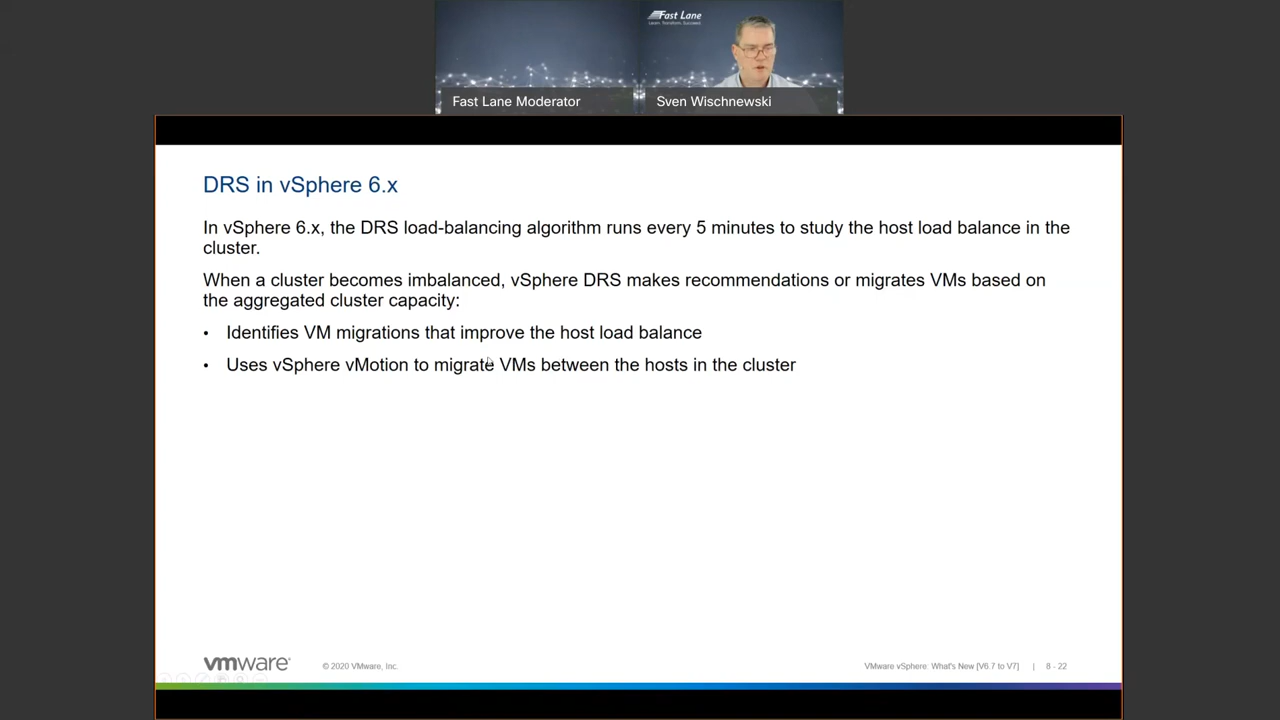 Fast Lane
Fast Lane Moderator
Sven Wischnewski
DRS in vSphere 6.x
In vSphere 6.x, the DRS load-balancing algorithm runs every 5 minutes to study the host load balance in the
cluster.
When a cluster becomes imbalanced, vSphere DRS makes recommendations or migrates VMs based on
the aggregated cluster capacity:
• Identifies VM migrations that improve the host load balance
• Uses vSphere vMotion to migrate VMs between the hosts in the cluster
vmware®
© 2020 VMware, Inc.
VMware vSphere: What's New [V6.7 to V7] | 8 - 22